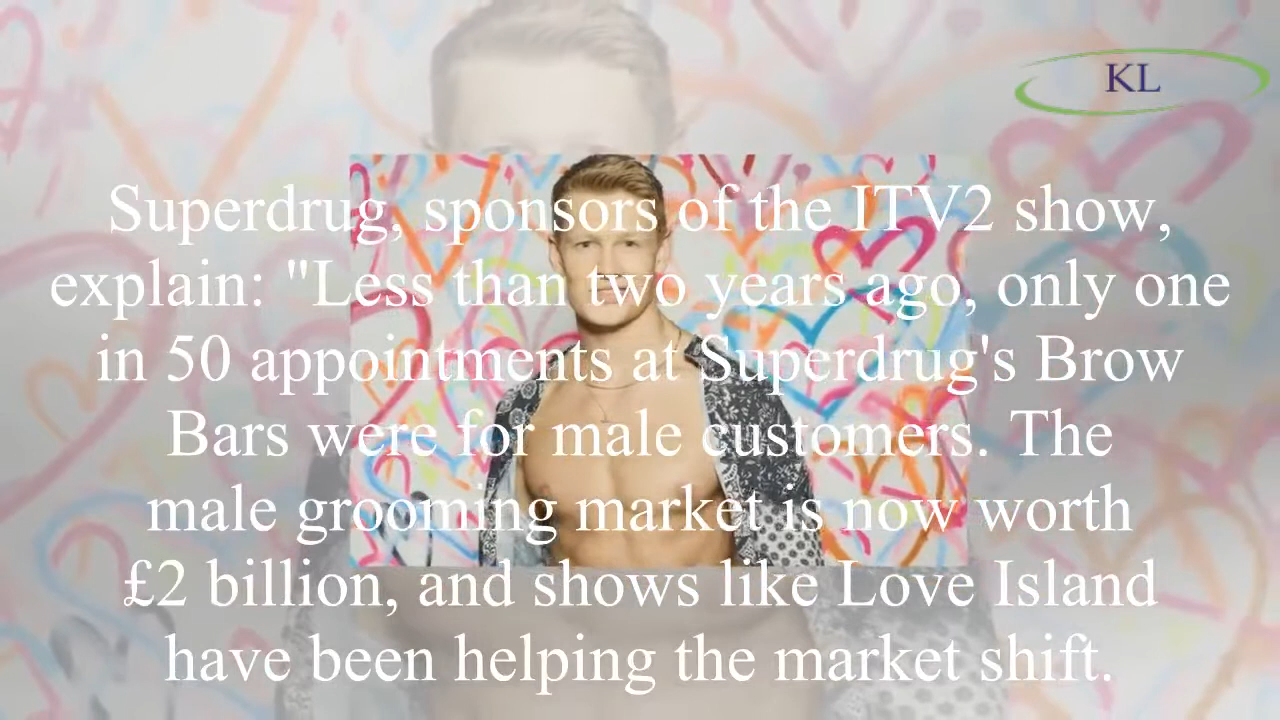 KL
Superdrug, sponsors of the ITV2 show,
explain: "Less than two years ago, only one
in 50 appointments at Superdrug's Brow
Bars were for male customers. The
male grooming market is now worth
£2 billion, and shows like Love Island
have been helping the market shift.